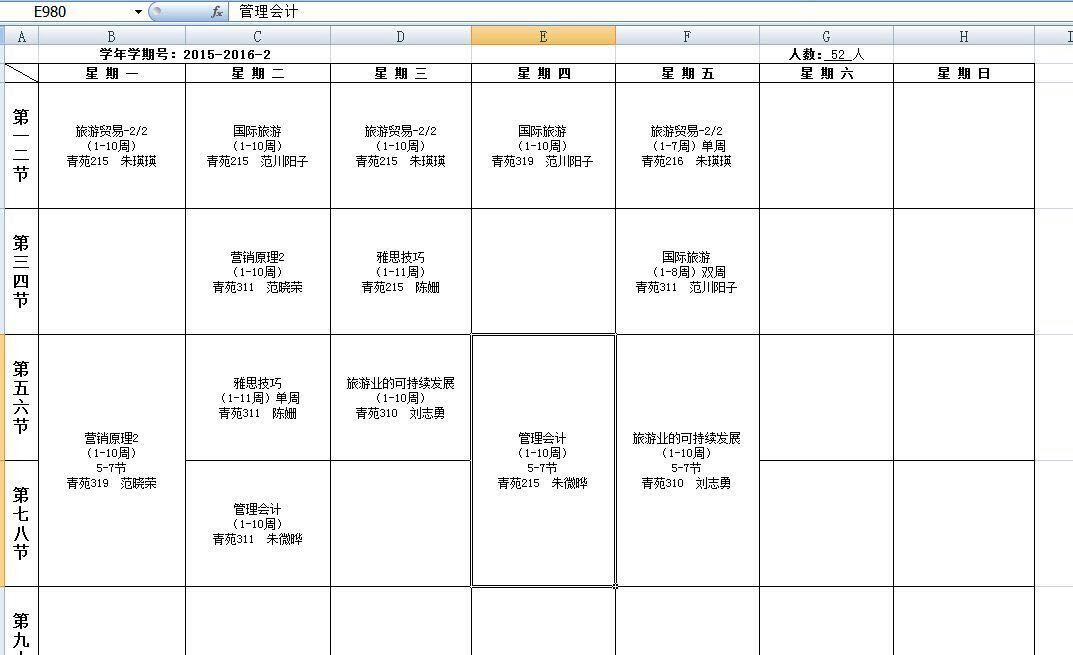 E980
fx
管理会计
A B C D E F G H I
学年学期号：2015-2016-2
人数: 52 人
星 期 一 星 期 二 星 期 三 星 期 四 星 期 五 星 期 六 星 期 日
第一二节
旅游贸易-2/2
（1-10周）
青苑215 朱瑛瑛
国际旅游
（1-10周）
青苑215 范川阳子
旅游贸易-2/2
（1-10周）
青苑215 朱瑛瑛
国际旅游
（1-10周）
青苑319 范川阳子
旅游贸易-2/2
（1-7周）单周
青苑216 朱瑛瑛
第三四节
营销原理2
（1-10周）
青苑311 范晓荣
雅思技巧
（1-11周）
青苑215 陈姗
国际旅游
（1-8周）双周
青苑311 范川阳子
第五六节
营销原理2
（1-10周）
5-7节
青苑319 范晓荣
雅思技巧
（1-11周）单周
青苑311 陈姗
旅游业的可持续发展
（1-10周）
青苑310 刘志勇
管理会计
（1-10周）
5-7节
青苑215 朱微晔
旅游业的可持续发展
（1-10周）
5-7节
青苑310 刘志勇
第七八节
管理会计
（1-10周）
青苑311 朱微晔
第九